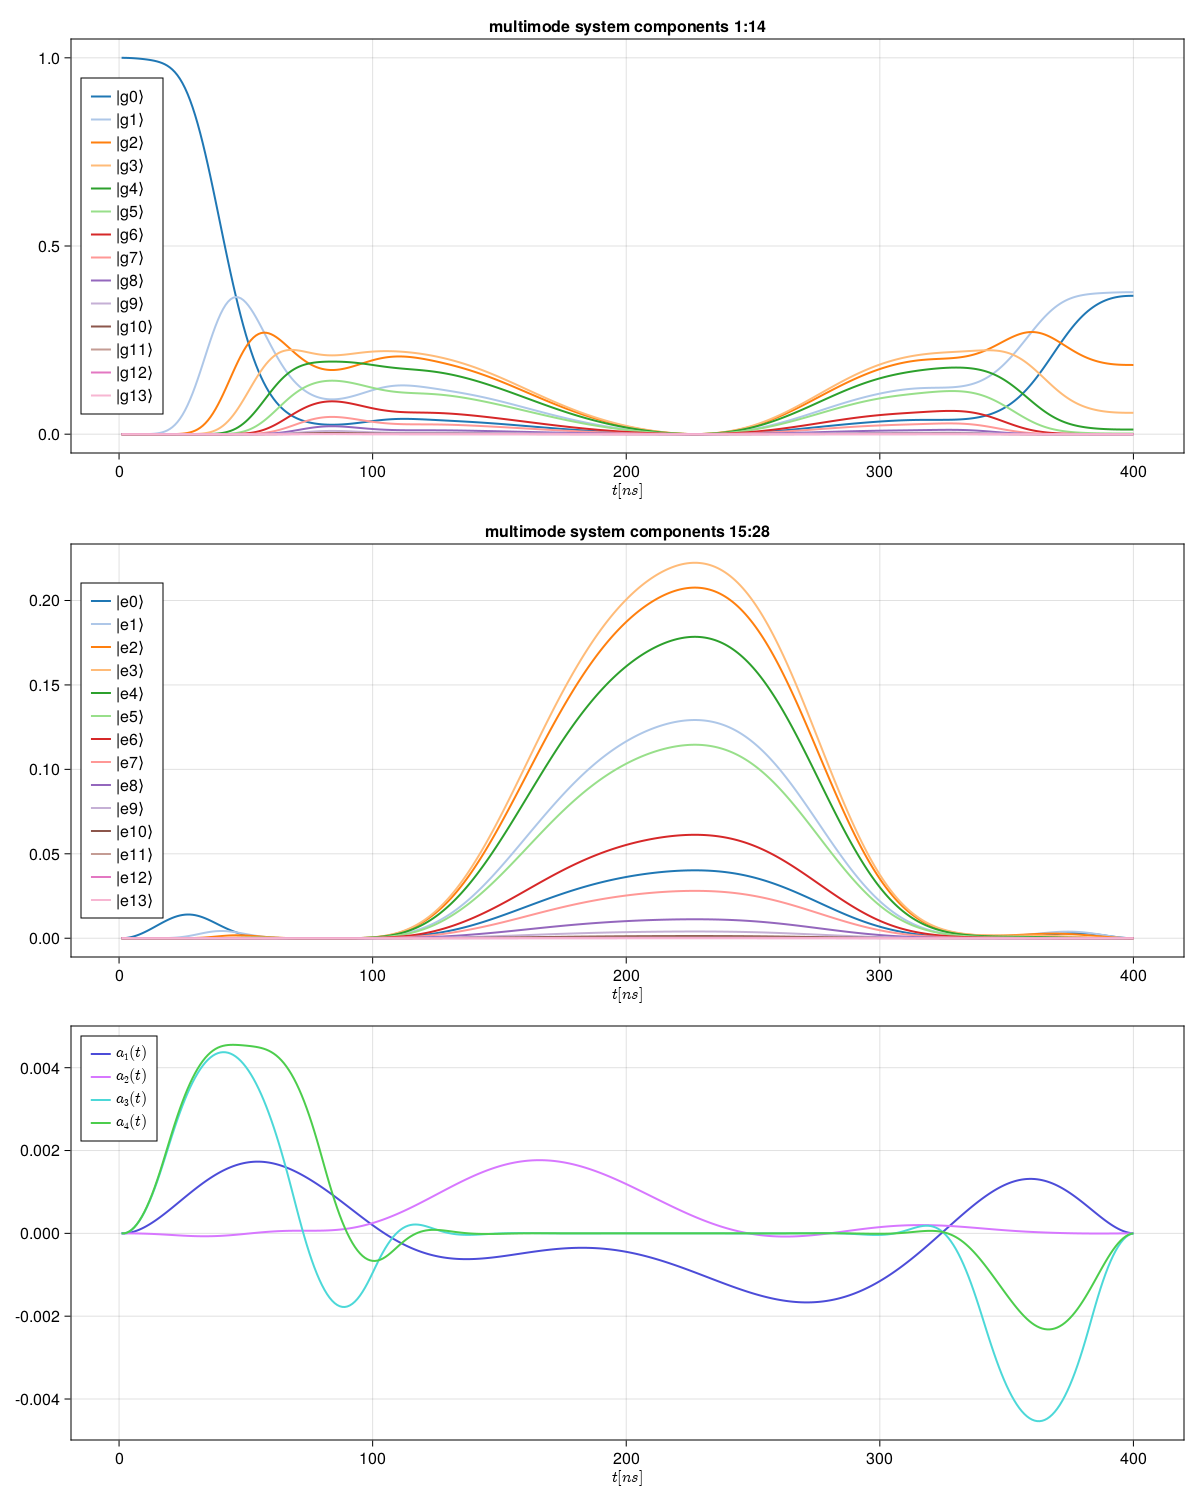 multimode system components 1:14
1.0
0.5
0.0
|g0⟩
|g1⟩
|g2⟩
|g3⟩
|g4⟩
|g5⟩
|g6⟩
|g7⟩
|g8⟩
|g9⟩
|g10⟩
|g11⟩
|g12⟩
|g13⟩
0 100 200 300 400
t[ns]
multimode system components 15:28
0.20
0.15
0.10
0.05
0.00
|e0⟩
|e1⟩
|e2⟩
|e3⟩
|e4⟩
|e5⟩
|e6⟩
|e7⟩
|e8⟩
|e9⟩
|e10⟩
|e11⟩
|e12⟩
|e13⟩
0 100 200 300 400
t[ns]
0.004
0.002
0.000
-0.002
-0.004
a₁(t)
a₂(t)
a₃(t)
a₄(t)
0 100 200 300 400
t[ns]